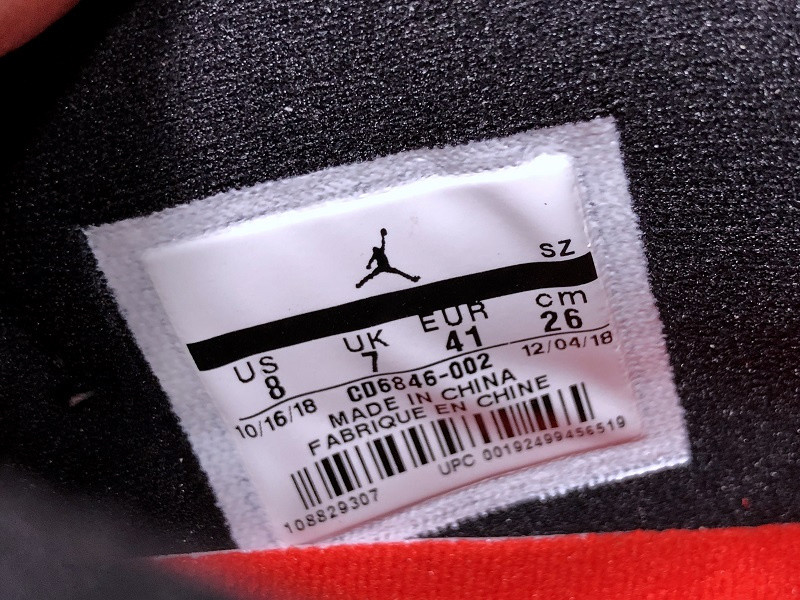 SZ
US UK EUR cm
8 7 41 26
10/16/18 CD6846-002 12/04/18
MADE IN CHINA
FABRIQUE EN CHINE
108829307 UPC 00192499456519